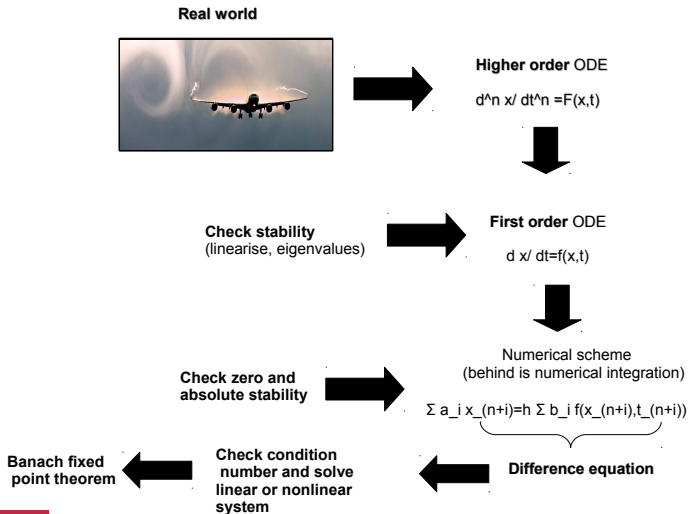 Real world
Higher order ODE
d^n x/ dt^n =F(x,t)
Check stability
(linearise, eigenvalues)
First order ODE
d x/ dt=f(x,t)
Numerical scheme
(behind is numerical integration)
Check zero and
absolute stability
Σ a_i x_(n+i)=h Σ b_i f(x_(n+i),t_(n+i))
Difference equation
Check condition
number and solve
linear or nonlinear
system
Banach fixed
point theorem